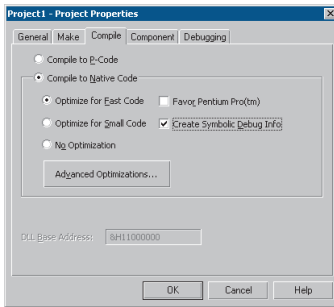 Project1 - Project Properties
General Make Compile Component Debugging
Compile to P-Code
Compile to Native Code
Optimize for Fast Code Favor Pentium Pro(tm)
Optimize for Small Code Create Symbolic Debug Info
No Optimization
Advanced Optimizations...
DLL Base Address: &H11000000
OK Cancel Help